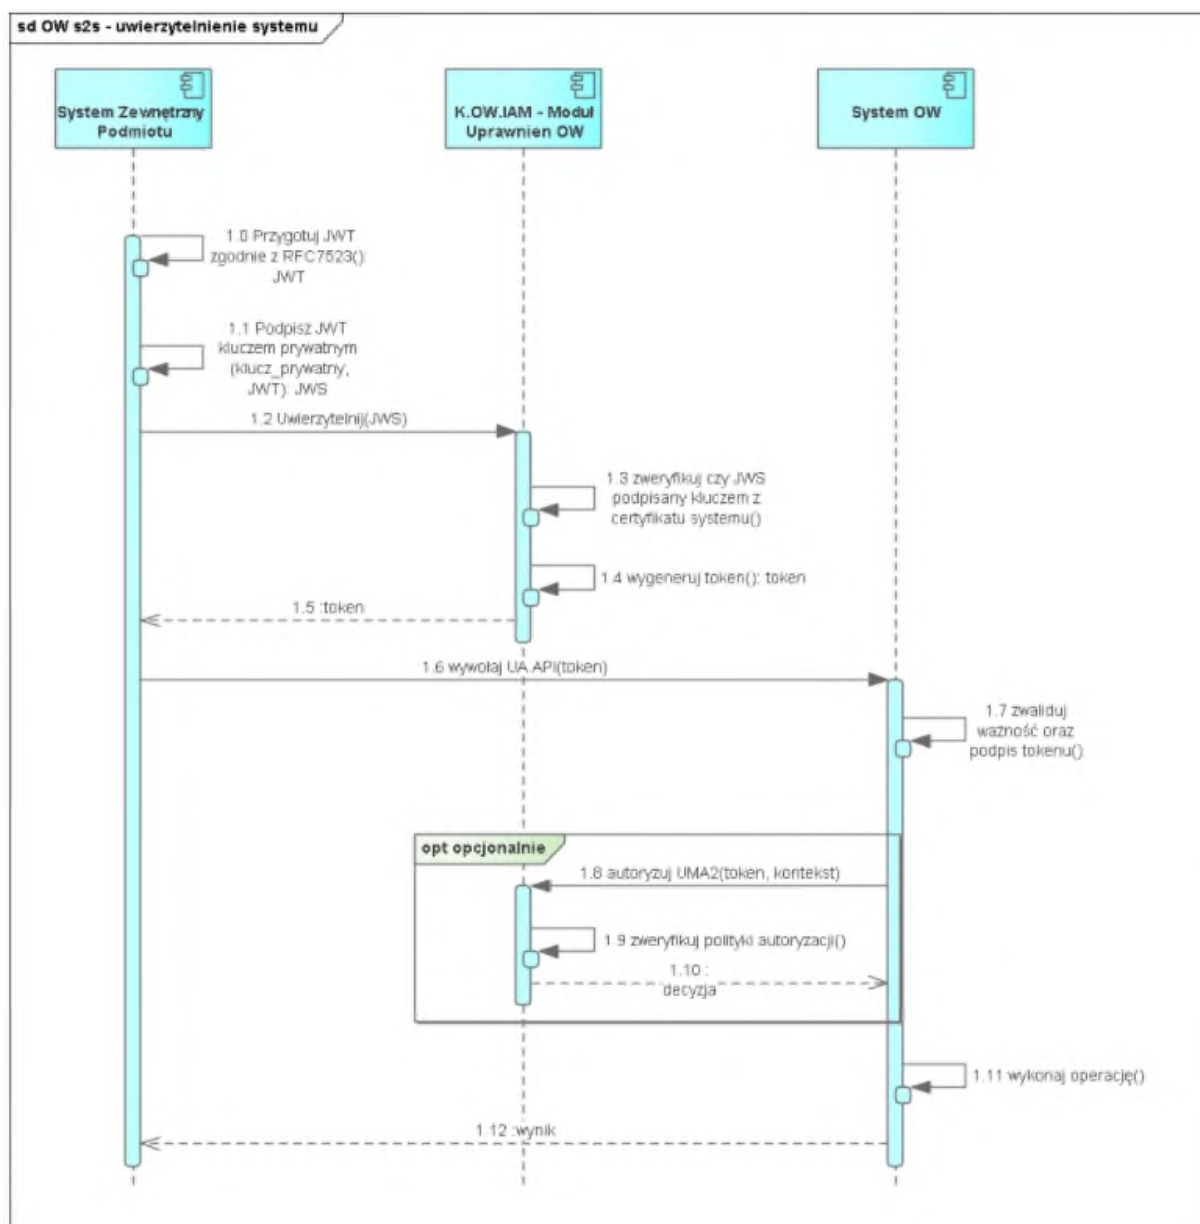 sd OW s2s - uwierzytelnienie systemu
System Zewnętrzny
Podmiotu
K.OW.IAM - Moduł
Uprawnien OW
System OW
1.0 Przygotuj JWT
zgodnie z RFC7523():
JWT
1.1 Podpisz JWT
kluczem prywatnym
(klucz_prywatny,
JWT): JWS
1.2 Uwierzytelnij(JWS)
1.3 zweryfikuj czy JWS
podpisany kluczem z
certyfikatu systemu()
1.4 wygeneruj token(): token
1.5 :token
1.6 wywołaj UA API(token)
1.7 zwaliduj
ważność oraz
podpis tokenu()
opt opcjonalnie
1.8 autoryzuj UMA2(token, kontekst)
1.9 zweryfikuj polityki autoryzacji()
1.10 :
decyzja
1.11 wykonaj operację()
1.12 :wynik